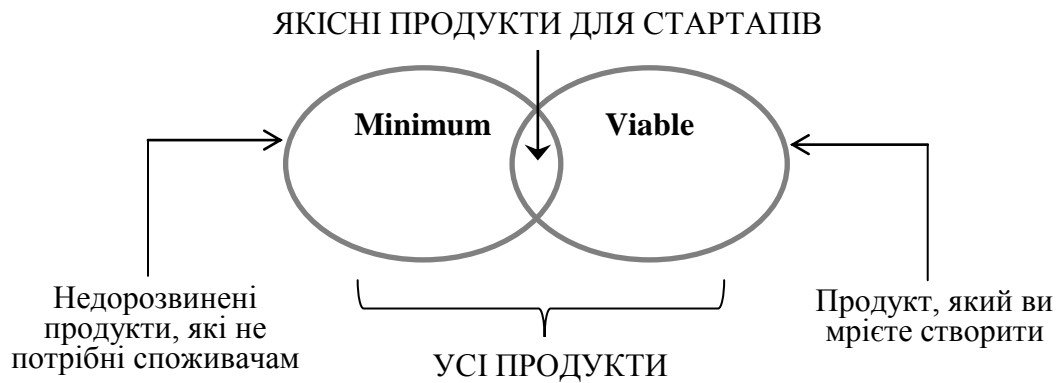 ЯКІСНІ ПРОДУКТИ ДЛЯ СТАРТАПІВ
Minimum
Viable
Недорозвинені
продукти, які не
потрібні споживачам
Продукт, який ви
мрієте створити
УСІ ПРОДУКТИ